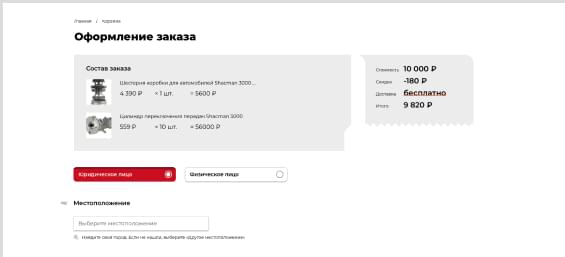 Главная / Корзина
Оформление заказа
Состав заказа
Шестерня коробки для автомобилей Shacman 3000 ...
4 390 ₽ × 1 шт. = 5600 ₽
Цилиндр переключения передач Shacman 3000
559 ₽ × 10 шт. = 56000 ₽
Стоимость 10 000 ₽
Скидка -180 ₽
Доставка бесплатно
Итого 9 820 ₽
Юридическое лицо
Физическое лицо
Местоположение
Выберите местоположение
Найдите свой город. Если не нашли, выберите «Другое местоположение»